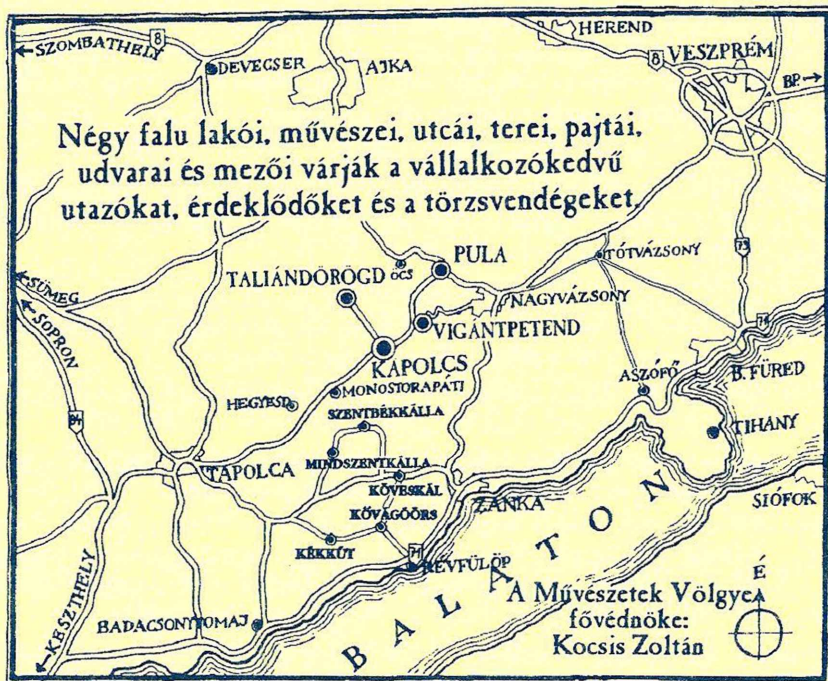 HEREND
8
SZOMBATHELY
8
VESZPRÉM
DEVECSER
AJKA
BP.
Négy falu lakói, művészei, utcái, terei, pajtái,
udvarai és mezői várják a vállalkozókedvű
utazókat, érdeklődőket és a törzsvendégeket.
73
TÓTVÁZSONY
PULA
ÖCS
TALIÁNDÖRÖGD
SÜMEG
SOPRON
NAGYVÁZSONY
VIGÁNTPETEND
KAPOLCS
ASZÓFŐ
B. FÜRED
MONOSTORAPÁTI
HEGYESD
SZENTBÉKKÁLLA
84
TIHANY
TAPOLCA
MINDSZENTKÁLLA
KÖVESKÁL
ZÁNKA
SIÓFOK
KŐVÁGÓÖRS
KÉKKÚT
71
RÉVFÜLÖP
BALATON
É
A Művészetek Völgye
fővédnöke:
Kocsis Zoltán
BADACSONYTOMAJ
KESZTHELY